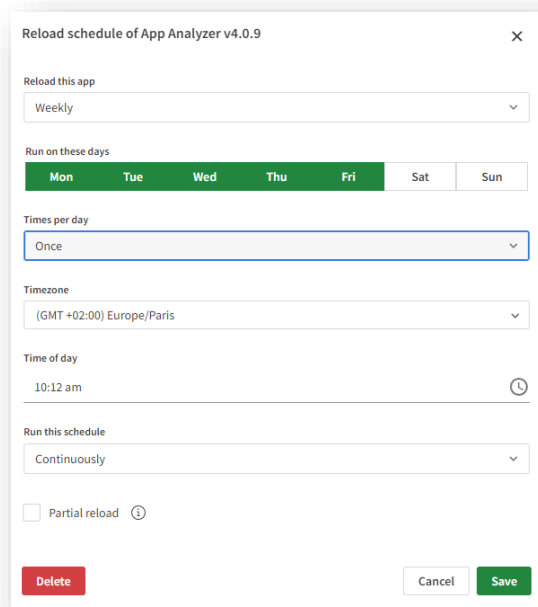 Reload schedule of App Analyzer v4.0.9
Reload this app
Weekly
Run on these days
Mon Tue Wed Thu Fri Sat Sun
Times per day
Once
Timezone
(GMT +02:00) Europe/Paris
Time of day
10:12 am
Run this schedule
Continuously
Partial reload
Delete Cancel Save